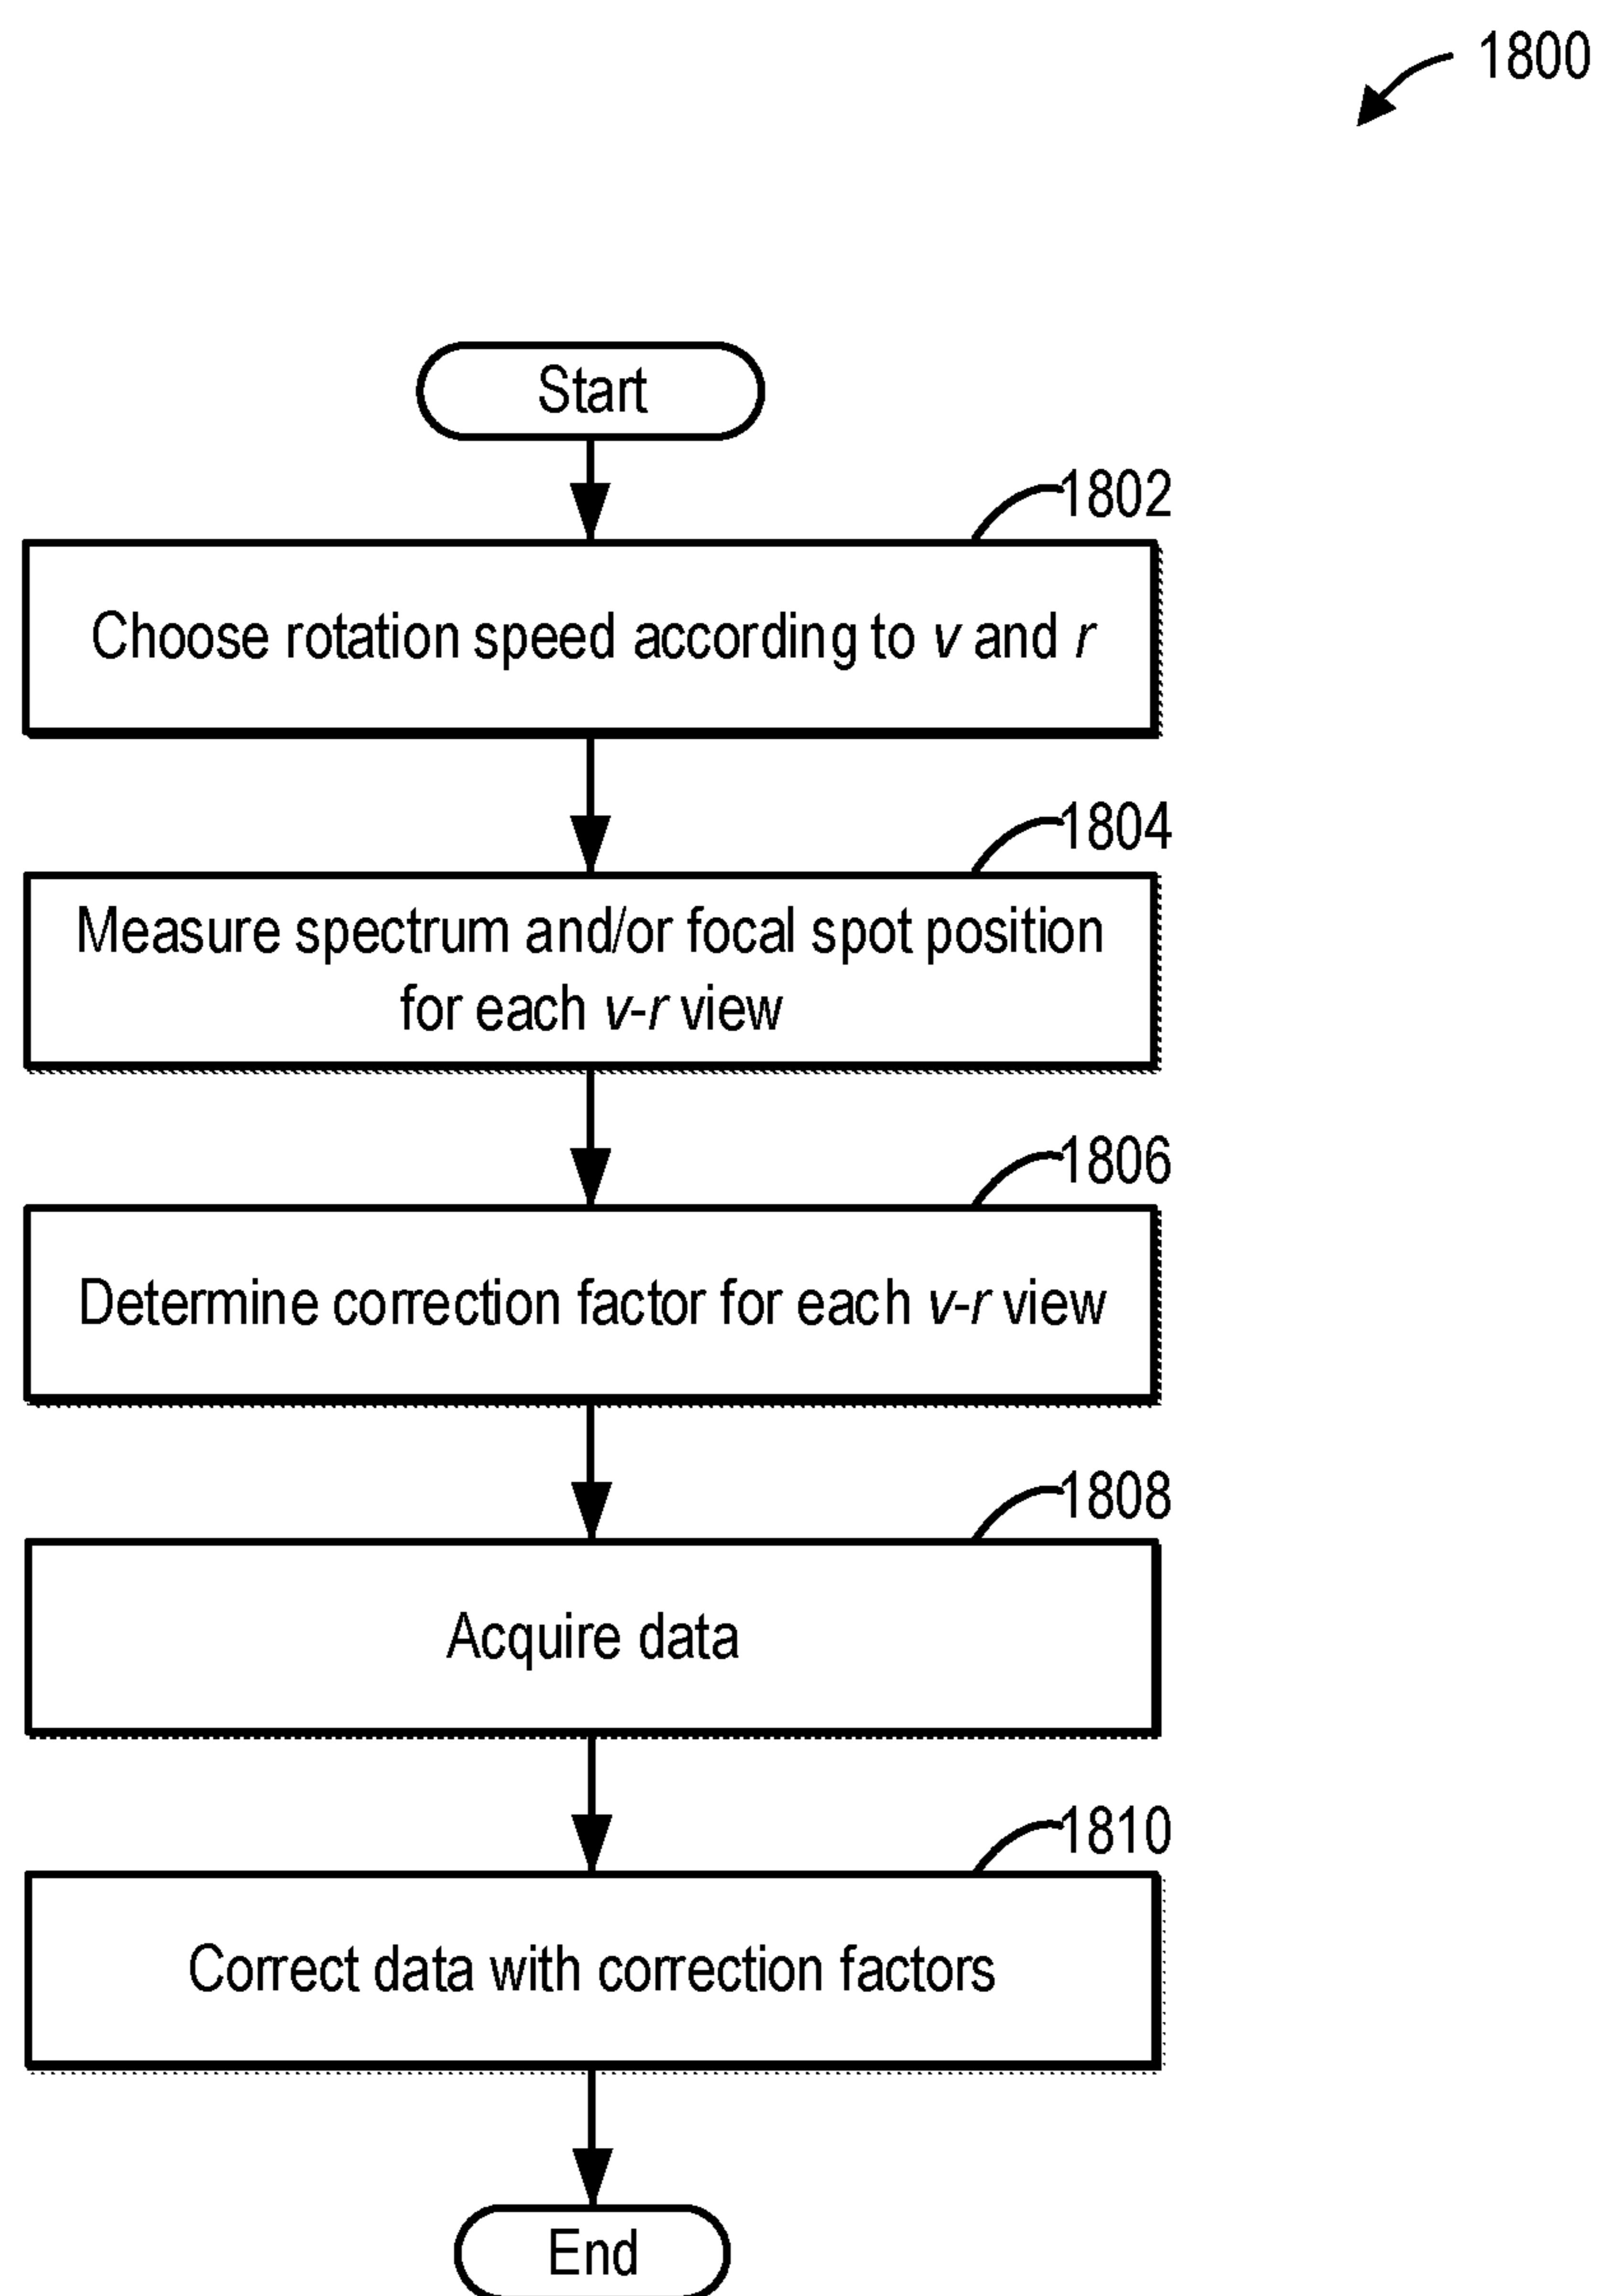 1800
Start
1802
Choose rotation speed according to v and r
1804
Measure spectrum and/or focal spot position
for each v-r view
1806
Determine correction factor for each v-r view
1808
Acquire data
1810
Correct data with correction factors
End